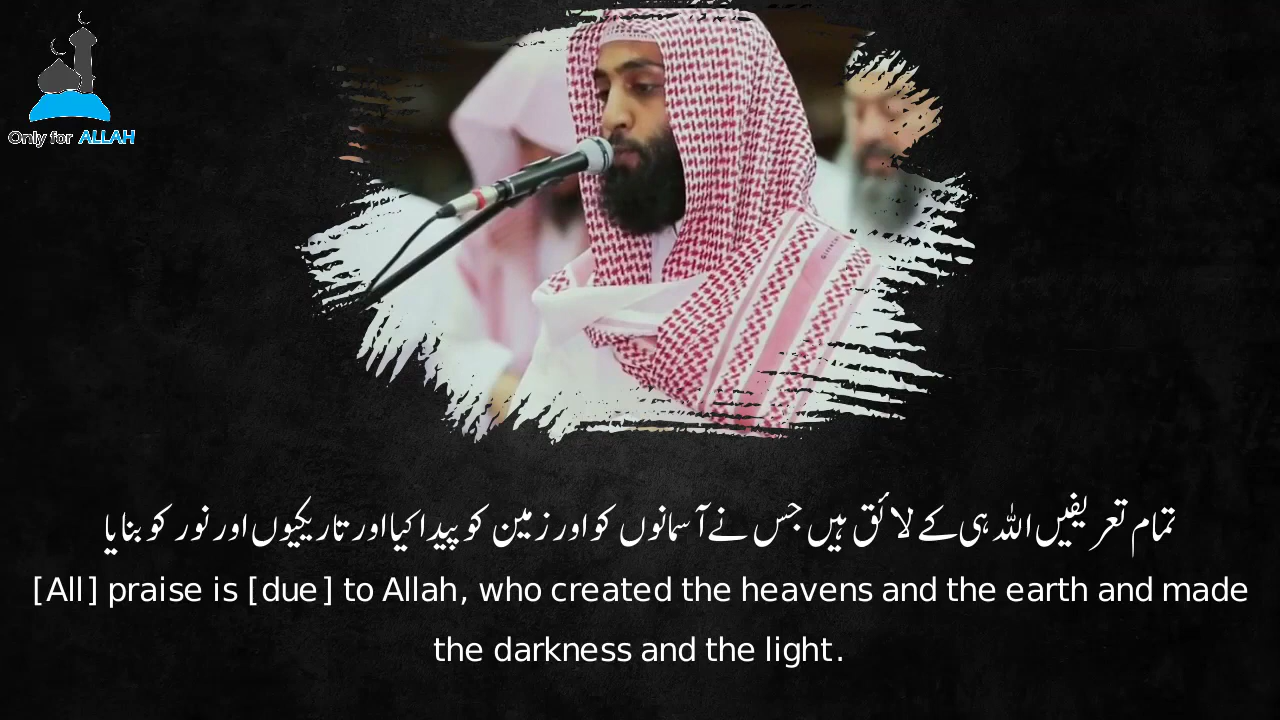 Only for ALLAH
تمام تعریفیں اللہ ہی کے لائق ہیں جس نے آسمانوں کو اور زمین کو پیدا کیا اور تاریکیوں اور نور کو بنایا
[All] praise is [due] to Allah, who created the heavens and the earth and made
the darkness and the light.